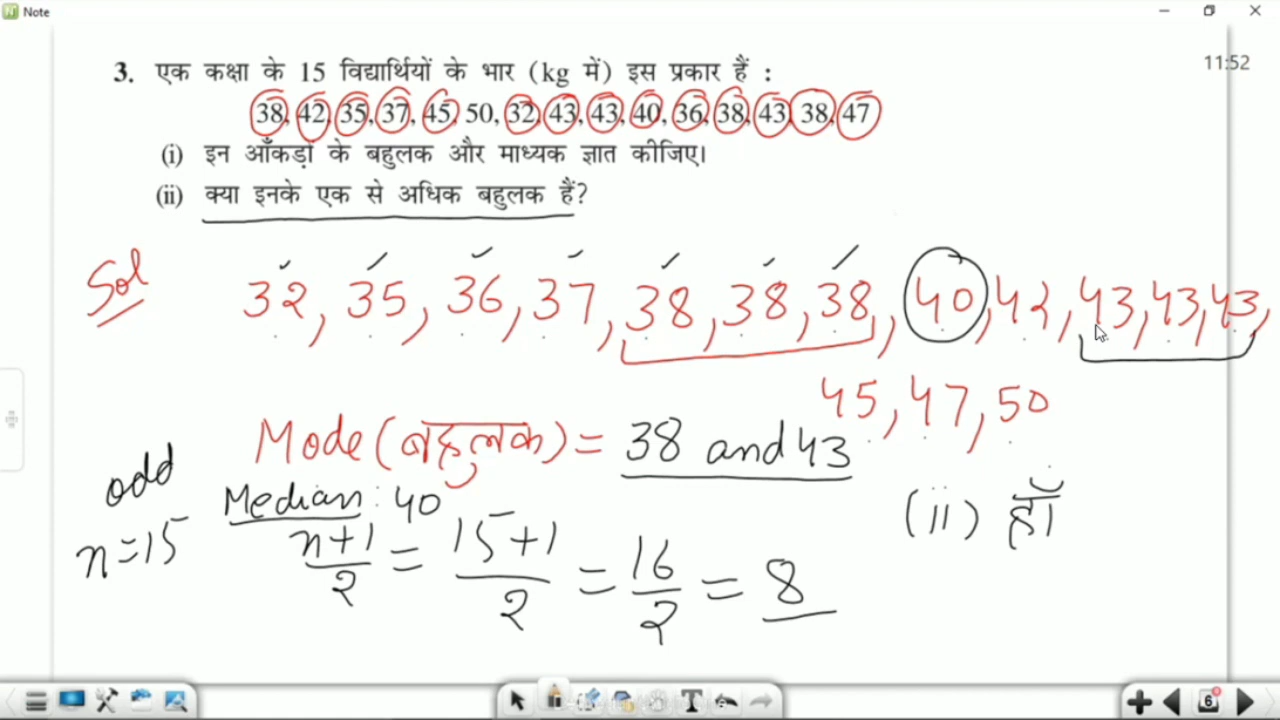 Note
11:52
3. एक कक्षा के 15 विद्यार्थियों के भार (kg में) इस प्रकार हैं :
38, 42, 35, 37, 45, 50, 32, 43, 43, 40, 36, 38, 43, 38, 47
(i) इन आँकड़ों के बहुलक और माध्यक ज्ञात कीजिए।
(ii) क्या इनके एक से अधिक बहुलक हैं?
Sol 32, 35, 36, 37, 38, 38, 38, 40, 42, 43, 43, 43,
45, 47, 50
Mode (बहुलक) = 38 and 43
odd Median : 40 (ii) हाँ
n=15 n+1/2 = 15+1/2 = 16/2 = 8
6